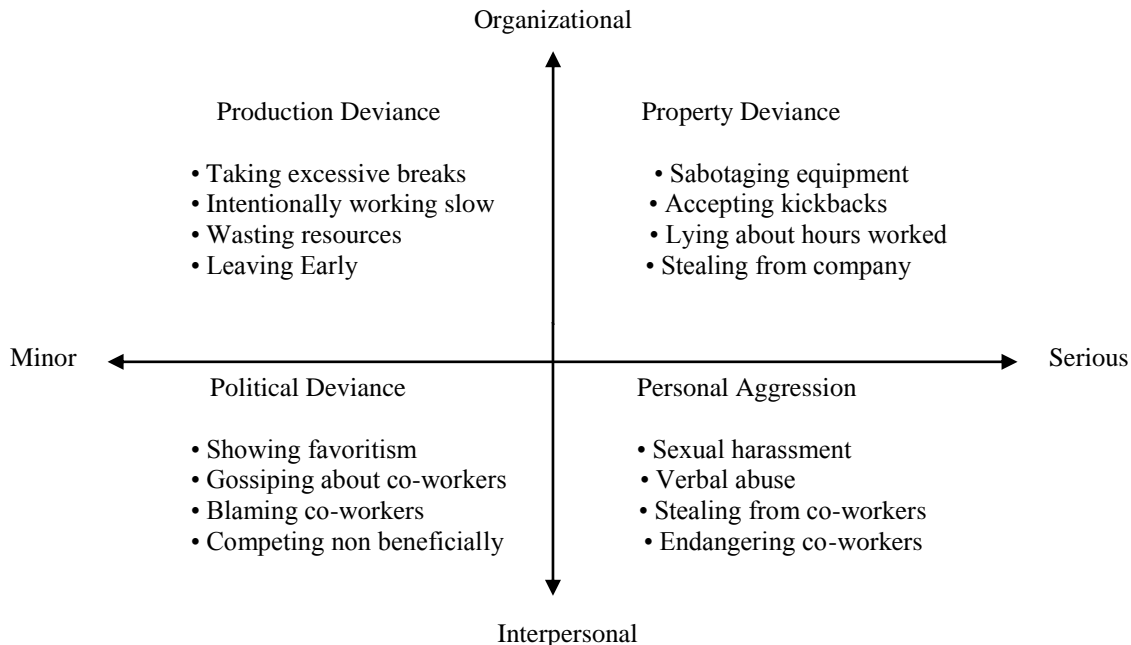 Organizational
Production Deviance
• Taking excessive breaks
• Intentionally working slow
• Wasting resources
• Leaving Early
Property Deviance
• Sabotaging equipment
• Accepting kickbacks
• Lying about hours worked
• Stealing from company
Minor
Serious
Political Deviance
• Showing favoritism
• Gossiping about co-workers
• Blaming co-workers
• Competing non beneficially
Personal Aggression
• Sexual harassment
• Verbal abuse
• Stealing from co-workers
• Endangering co-workers
Interpersonal